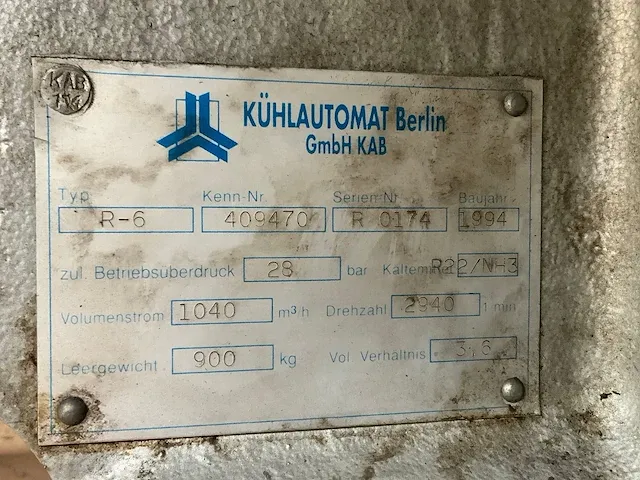 KAB
KÜHLAUTOMAT Berlin
GmbH KAB
Typ Kenn-Nr Serien-Nr Baujahr
R-6 409470 R 0174 1994
zul. Betriebsüberdruck 28 bar Kältemittel R22/NH3
Volumenstrom 1040 m³/h Drehzahl 2940 1 min
Leergewicht 900 kg Vol Verhältnis 3,6